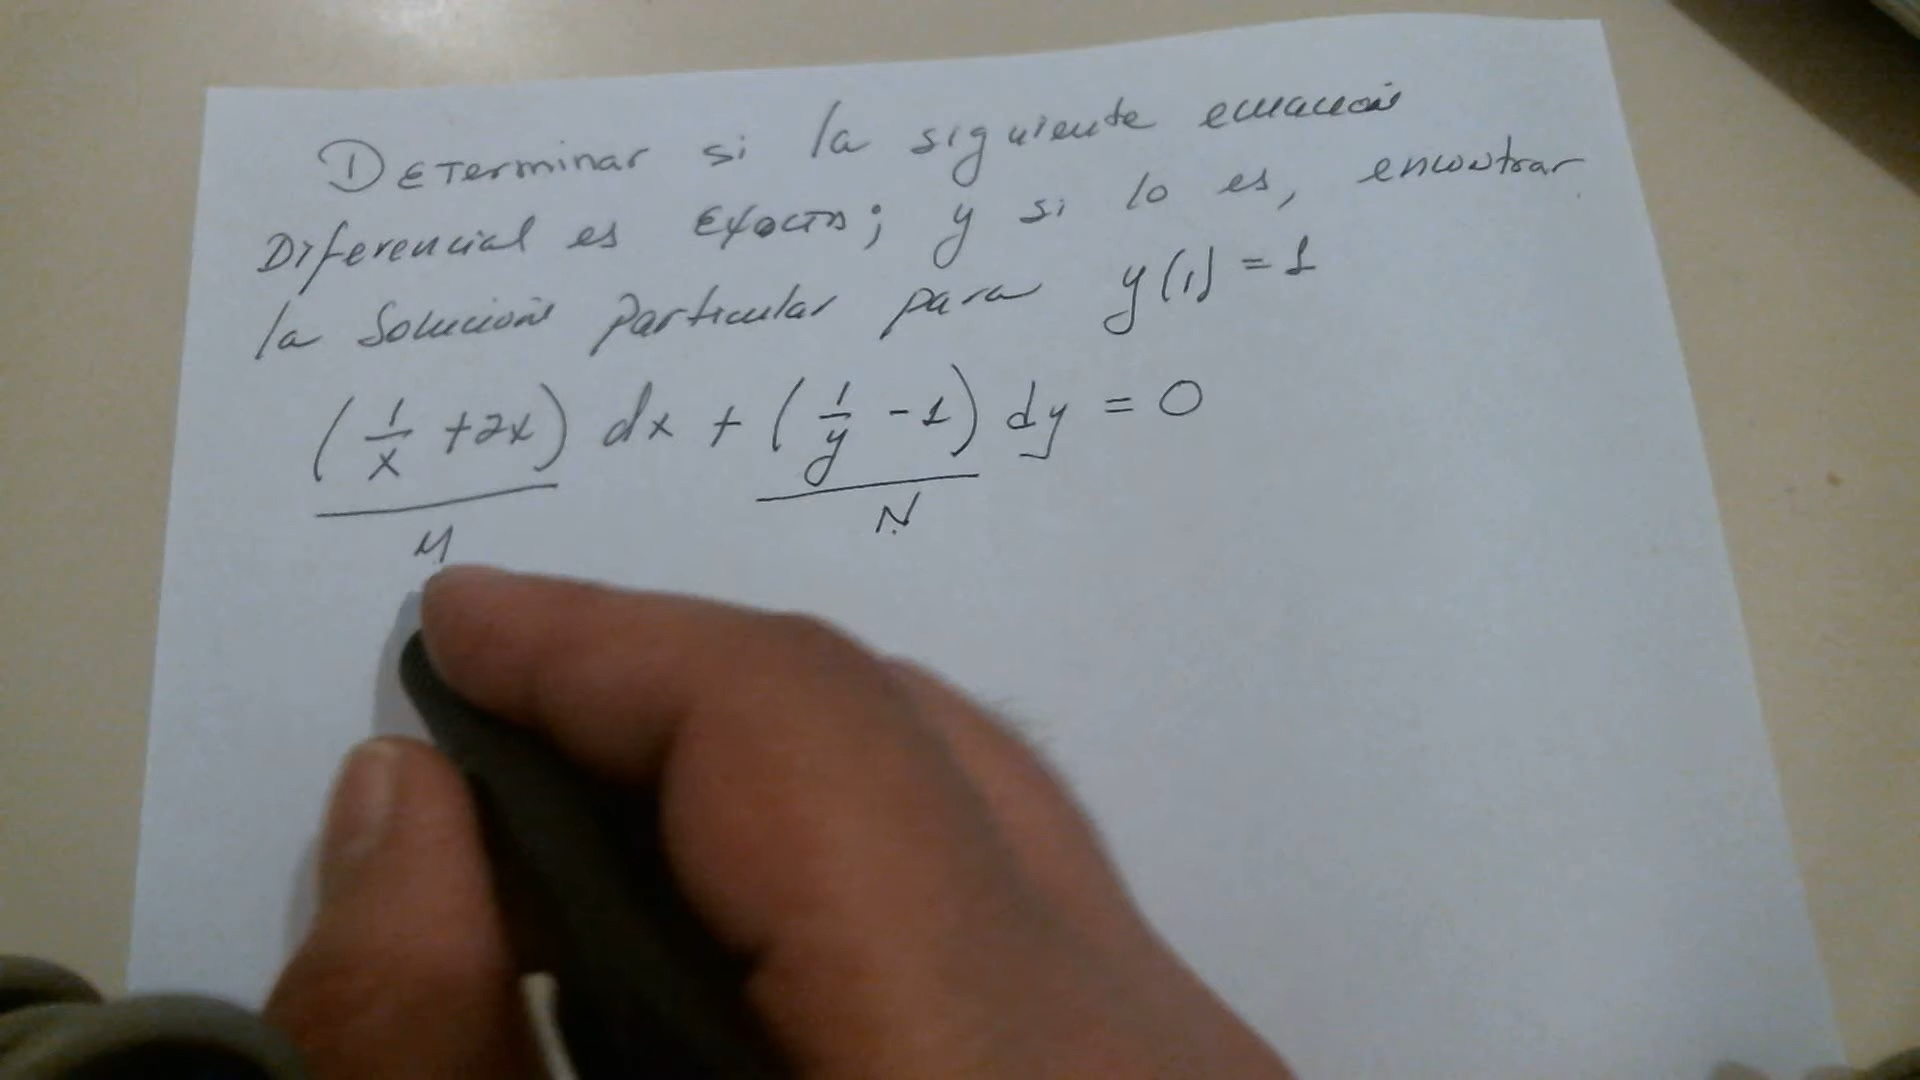 Determinar si la siguiente ecuación
Diferencial es Exacta; y si lo es, encontrar
la Solución Particular para y(1) = 1
(1/x + 2x) dx + (1/y - 1) dy = 0
M N